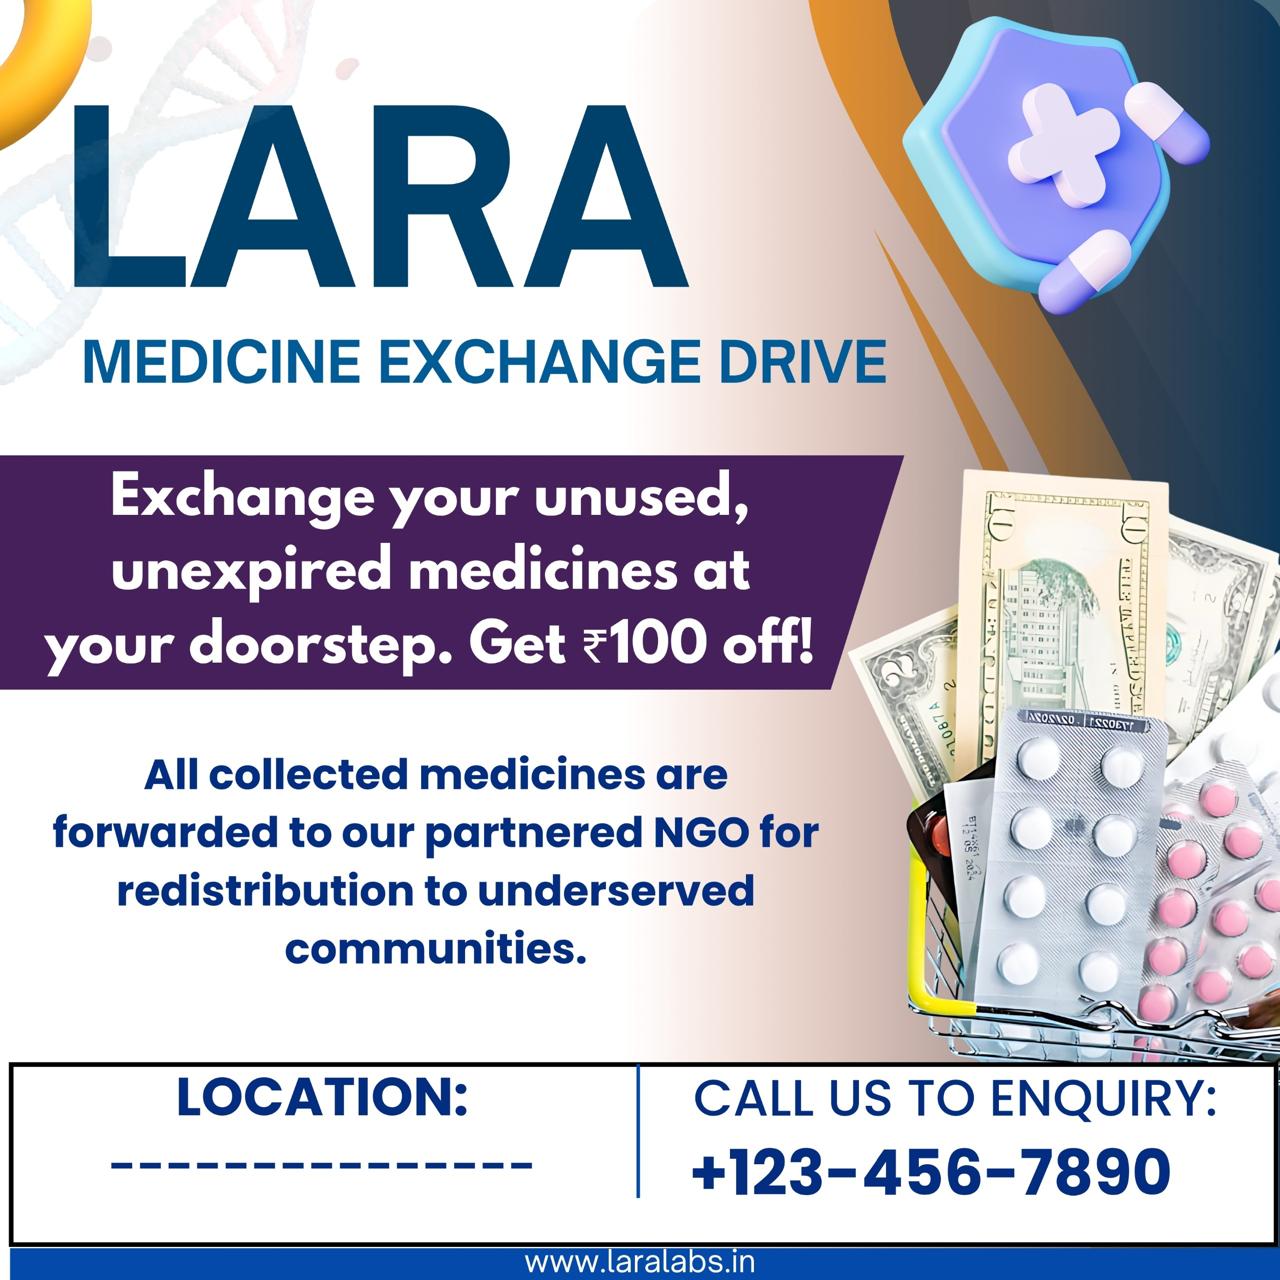 LARA
MEDICINE EXCHANGE DRIVE
Exchange your unused,
unexpired medicines at
your doorstep. Get ₹100 off!
All collected medicines are
forwarded to our partnered NGO for
redistribution to underserved
communities.
LOCATION:
---------------
CALL US TO ENQUIRY:
+123-456-7890
www.laralabs.in